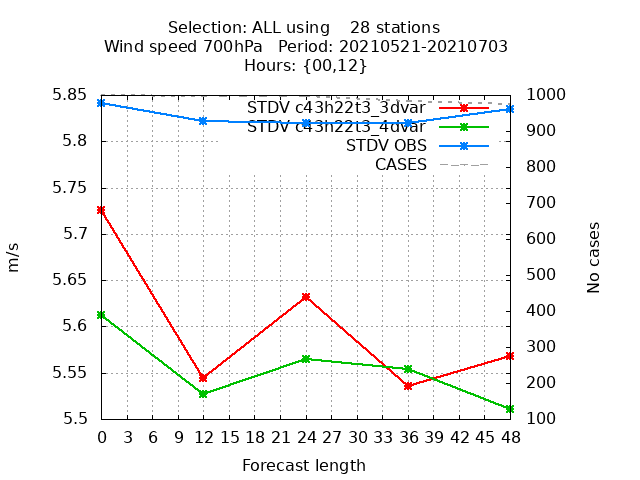 Selection: ALL using    28 stations
Wind speed 700hPa   Period: 20210521-20210703
Hours: {00,12}
5.85
5.8
5.75
5.7
5.65
5.6
5.55
5.5
m/s
STDV c43h22t3_3dvar
STDV c43h22t3_4dvar
STDV OBS
CASES
1000
900
800
700
600
500
400
300
200
100
No cases
0 3 6 9 12 15 18 21 24 27 30 33 36 39 42 45 48
Forecast length